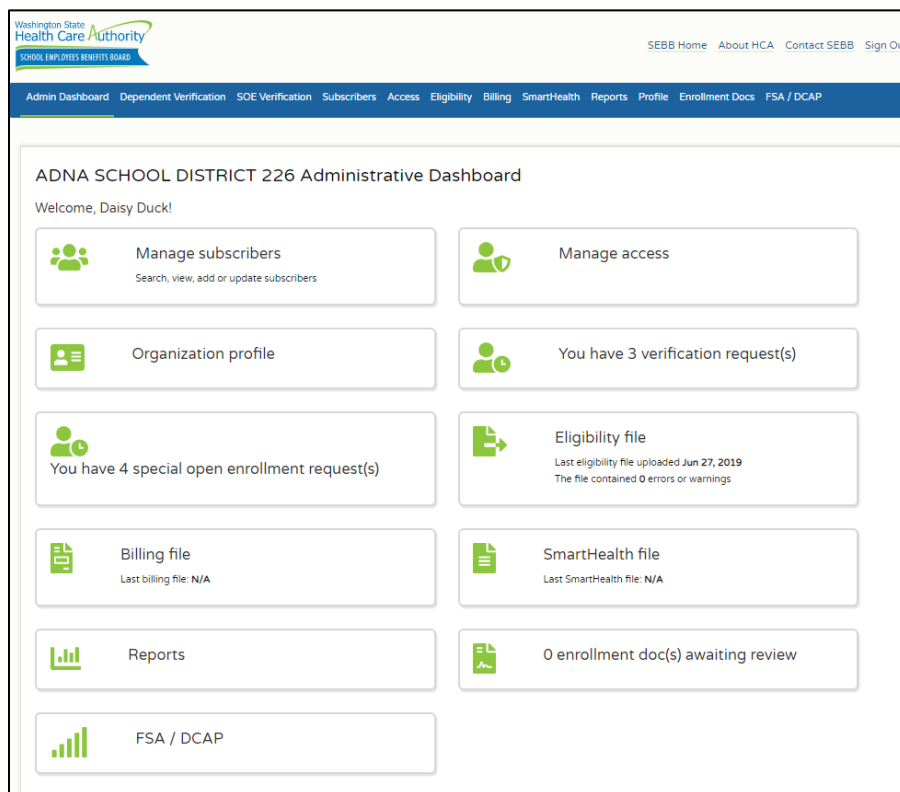 Washington State
Health Care Authority
SCHOOL EMPLOYEES BENEFITS BOARD
SEBB Home About HCA Contact SEBB Sign Ou
Admin Dashboard Dependent Verification SOE Verification Subscribers Access Eligibility Billing SmartHealth Reports Profile Enrollment Docs FSA / DCAP
ADNA SCHOOL DISTRICT 226 Administrative Dashboard
Welcome, Daisy Duck!
Manage subscribers
Search, view, add or update subscribers
Manage access
Organization profile
You have 3 verification request(s)
You have 4 special open enrollment request(s)
Eligibility file
Last eligibility file uploaded Jun 27, 2019
The file contained 0 errors or warnings
Billing file
Last billing file: N/A
SmartHealth file
Last SmartHealth file: N/A
Reports
0 enrollment doc(s) awaiting review
FSA / DCAP